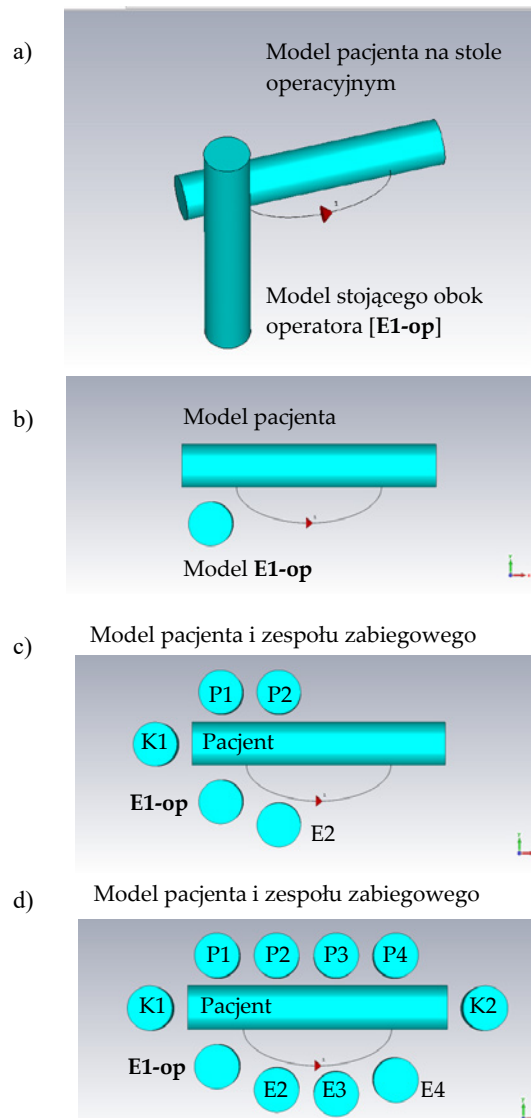 a)
Model pacjenta na stole
operacyjnym
Model stojącego obok
operatora [E1-op]
b)
Model pacjenta
Model E1-op
c)
Model pacjenta i zespołu zabiegowego
P1 P2
K1 Pacjent
E1-op
E2
d)
Model pacjenta i zespołu zabiegowego
P1 P2 P3 P4
K1 Pacjent K2
E1-op
E2 E3 E4